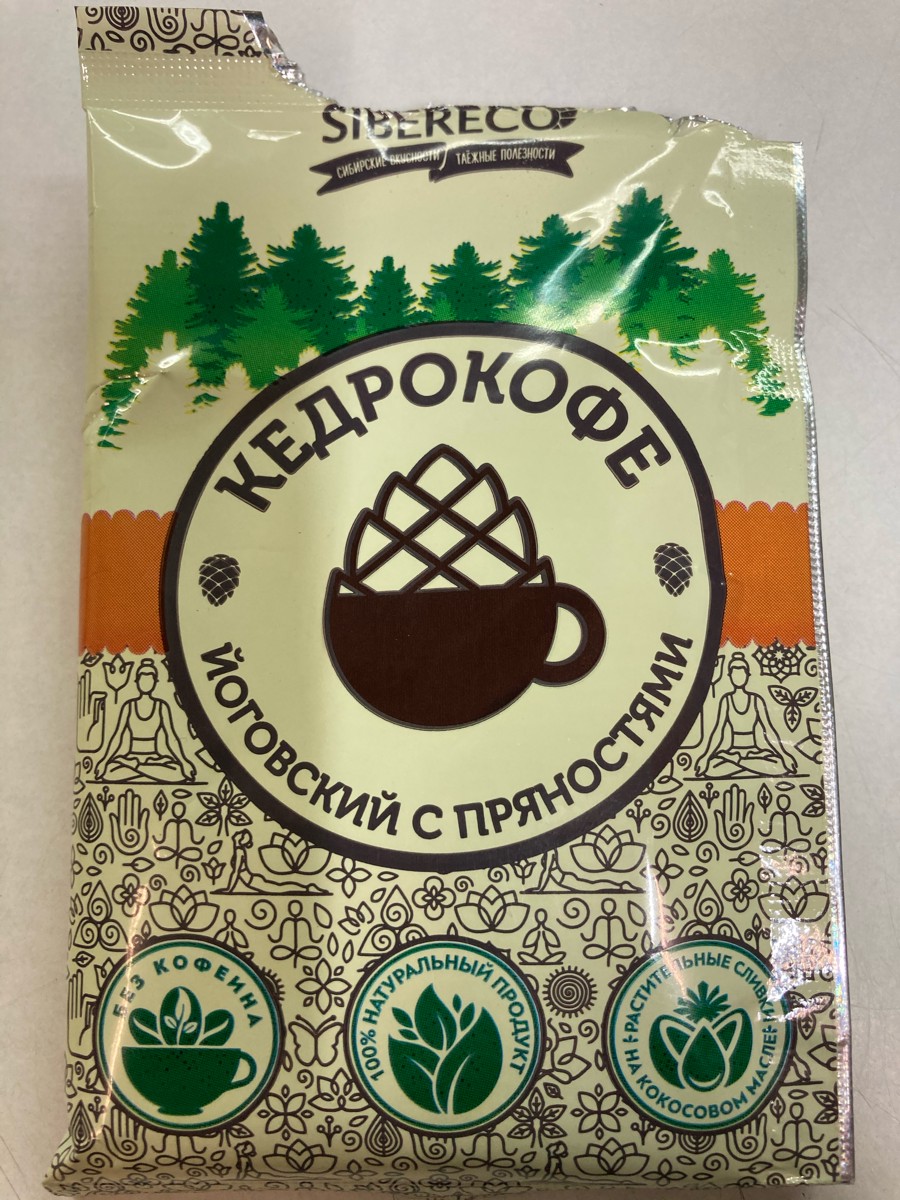 SIBERECO
СИБИРСКИЕ ВКУСНОСТИ / ТАЁЖНЫЕ ПОЛЕЗНОСТИ
КЕДРОКОФЕ
ЙОГОВСКИЙ С ПРЯНОСТЯМИ
БЕЗ КОФЕИНА
100% НАТУРАЛЬНЫЙ ПРОДУКТ
РАСТИТЕЛЬНЫЕ СЛИВКИ
НА КОКОСОВОМ МАСЛЕ